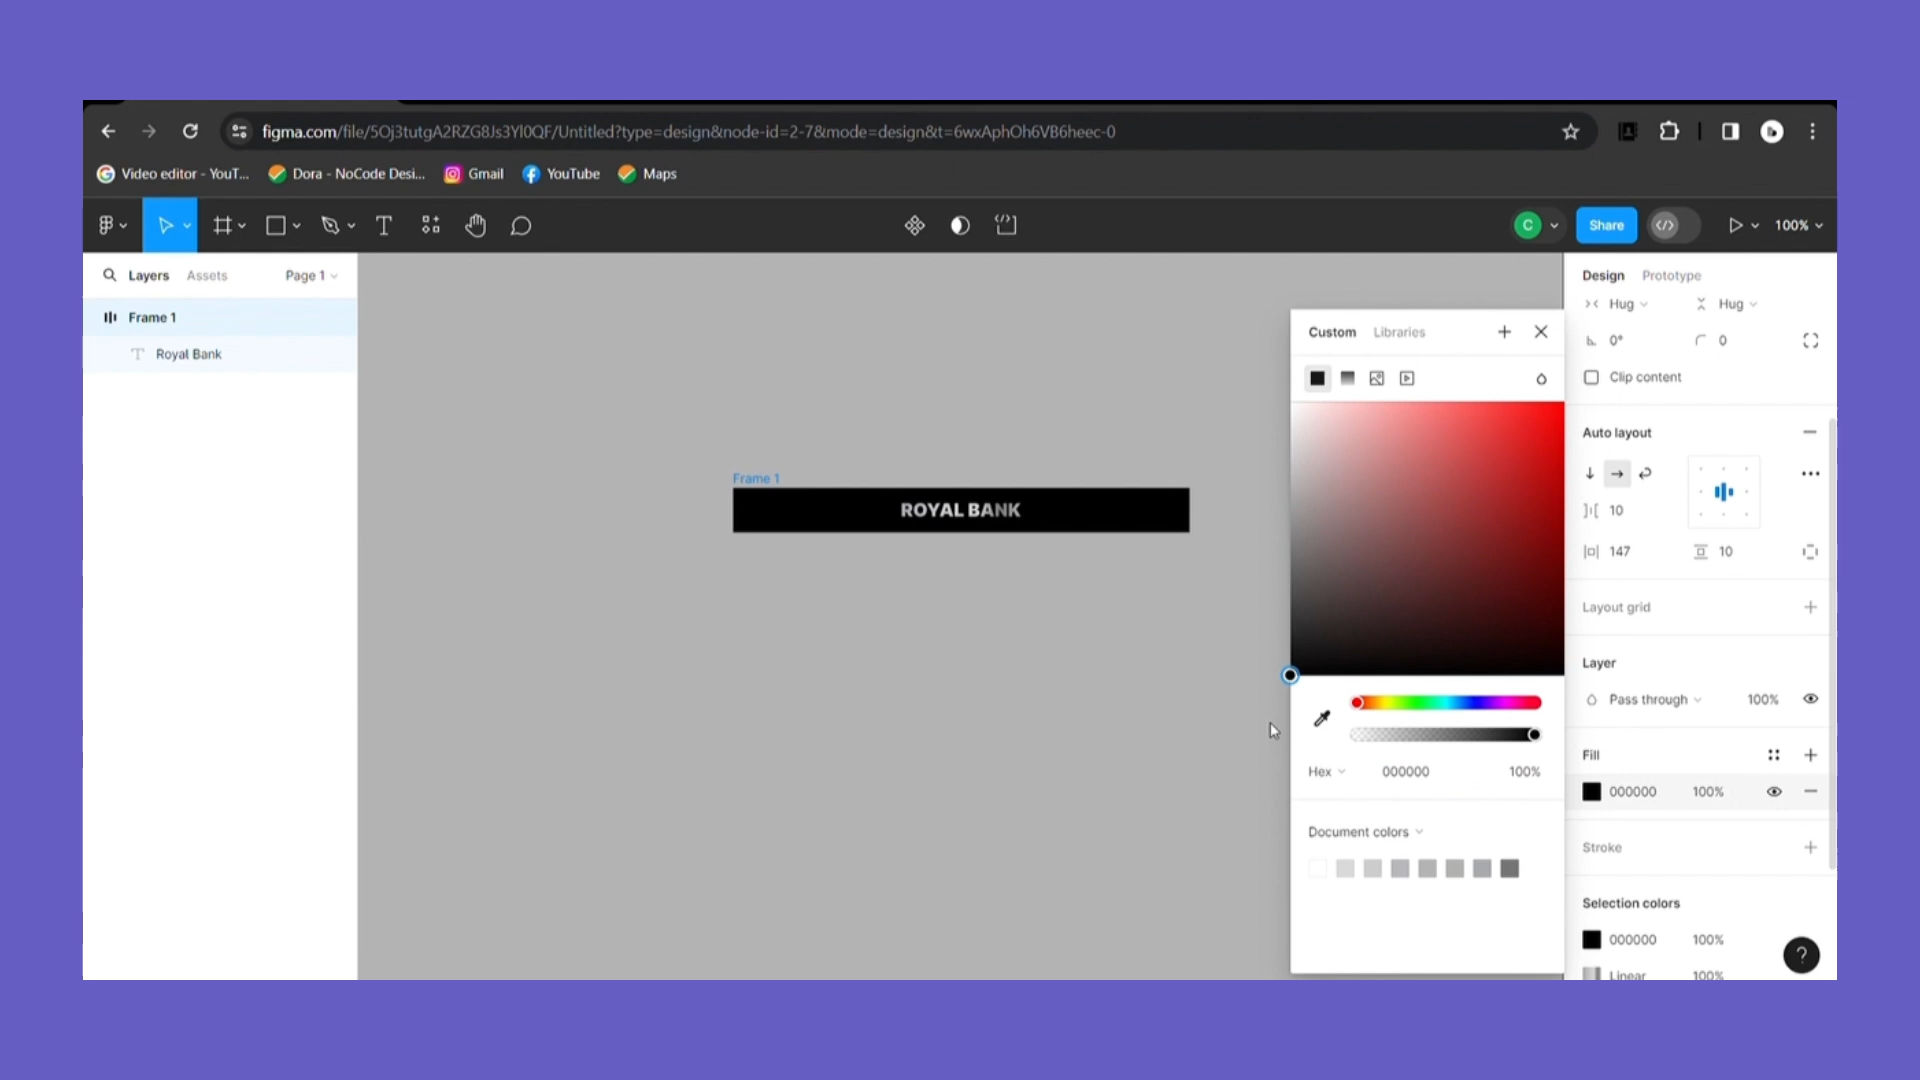 figma.com/file/5Oj3tutgA2RZG8Js3Yl0QF/Untitled?type=design&node-id=2-7&mode=design&t=6wxAphOh6VB6heec-0
Video editor - YouT... Dora - NoCode Desi... Gmail YouTube Maps
C Share 100%
Layers Assets Page 1
Frame 1
Royal Bank
Frame 1
ROYAL BANK
Custom Libraries
Hex 000000 100%
Document colors
Design Prototype
Hug Hug
0° 0
Clip content
Auto layout
10
147 10
Layout grid
Layer
Pass through 100%
Fill
000000 100%
Stroke
Selection colors
000000 100%
Linear 100%
?